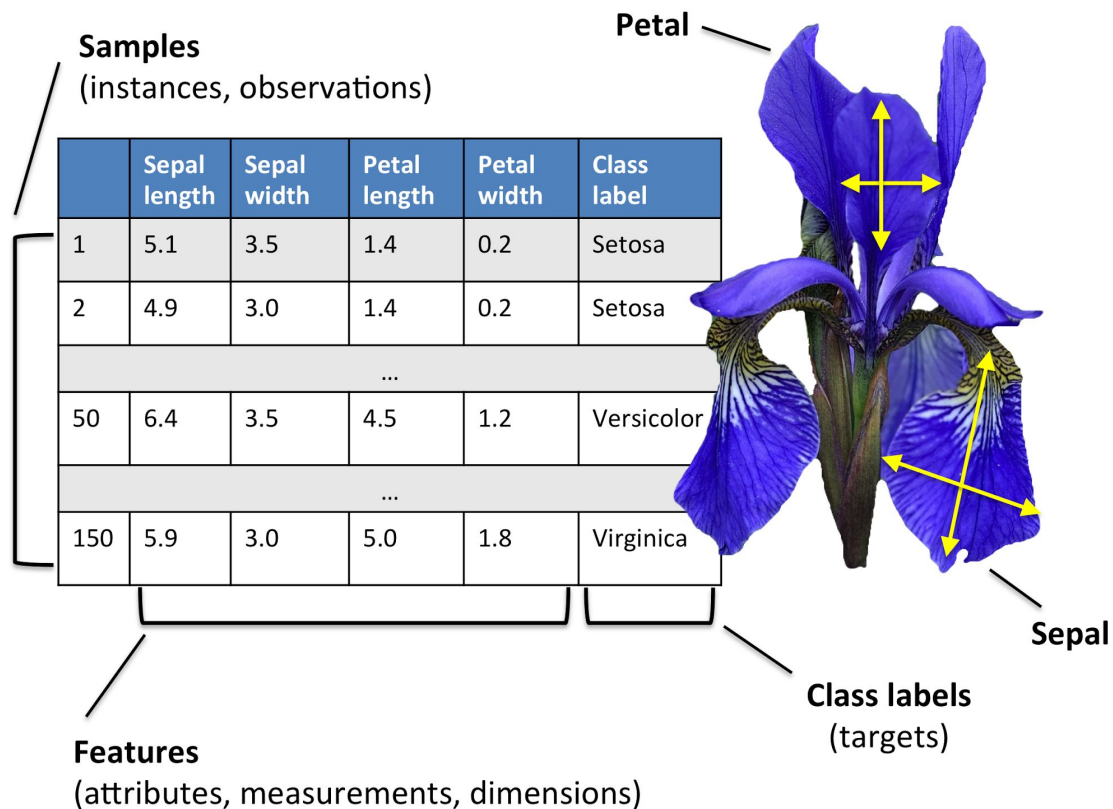 Samples
(instances, observations)
Petal
Sepal length Sepal width Petal length Petal width Class label
1 5.1 3.5 1.4 0.2 Setosa
2 4.9 3.0 1.4 0.2 Setosa
...
50 6.4 3.5 4.5 1.2 Versicolor
...
150 5.9 3.0 5.0 1.8 Virginica
Sepal
Class labels
(targets)
Features
(attributes, measurements, dimensions)